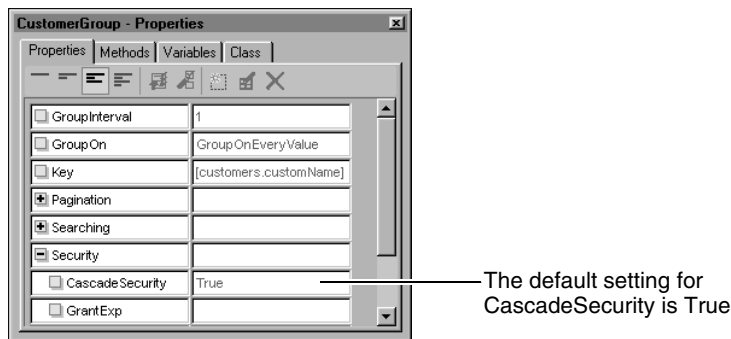 CustomerGroup - Properties
Properties Methods Variables Class
GroupInterval 1
GroupOn GroupOnEveryValue
Key [customers.customName]
Pagination
Searching
Security
CascadeSecurity True
GrantExp
The default setting for
CascadeSecurity is True